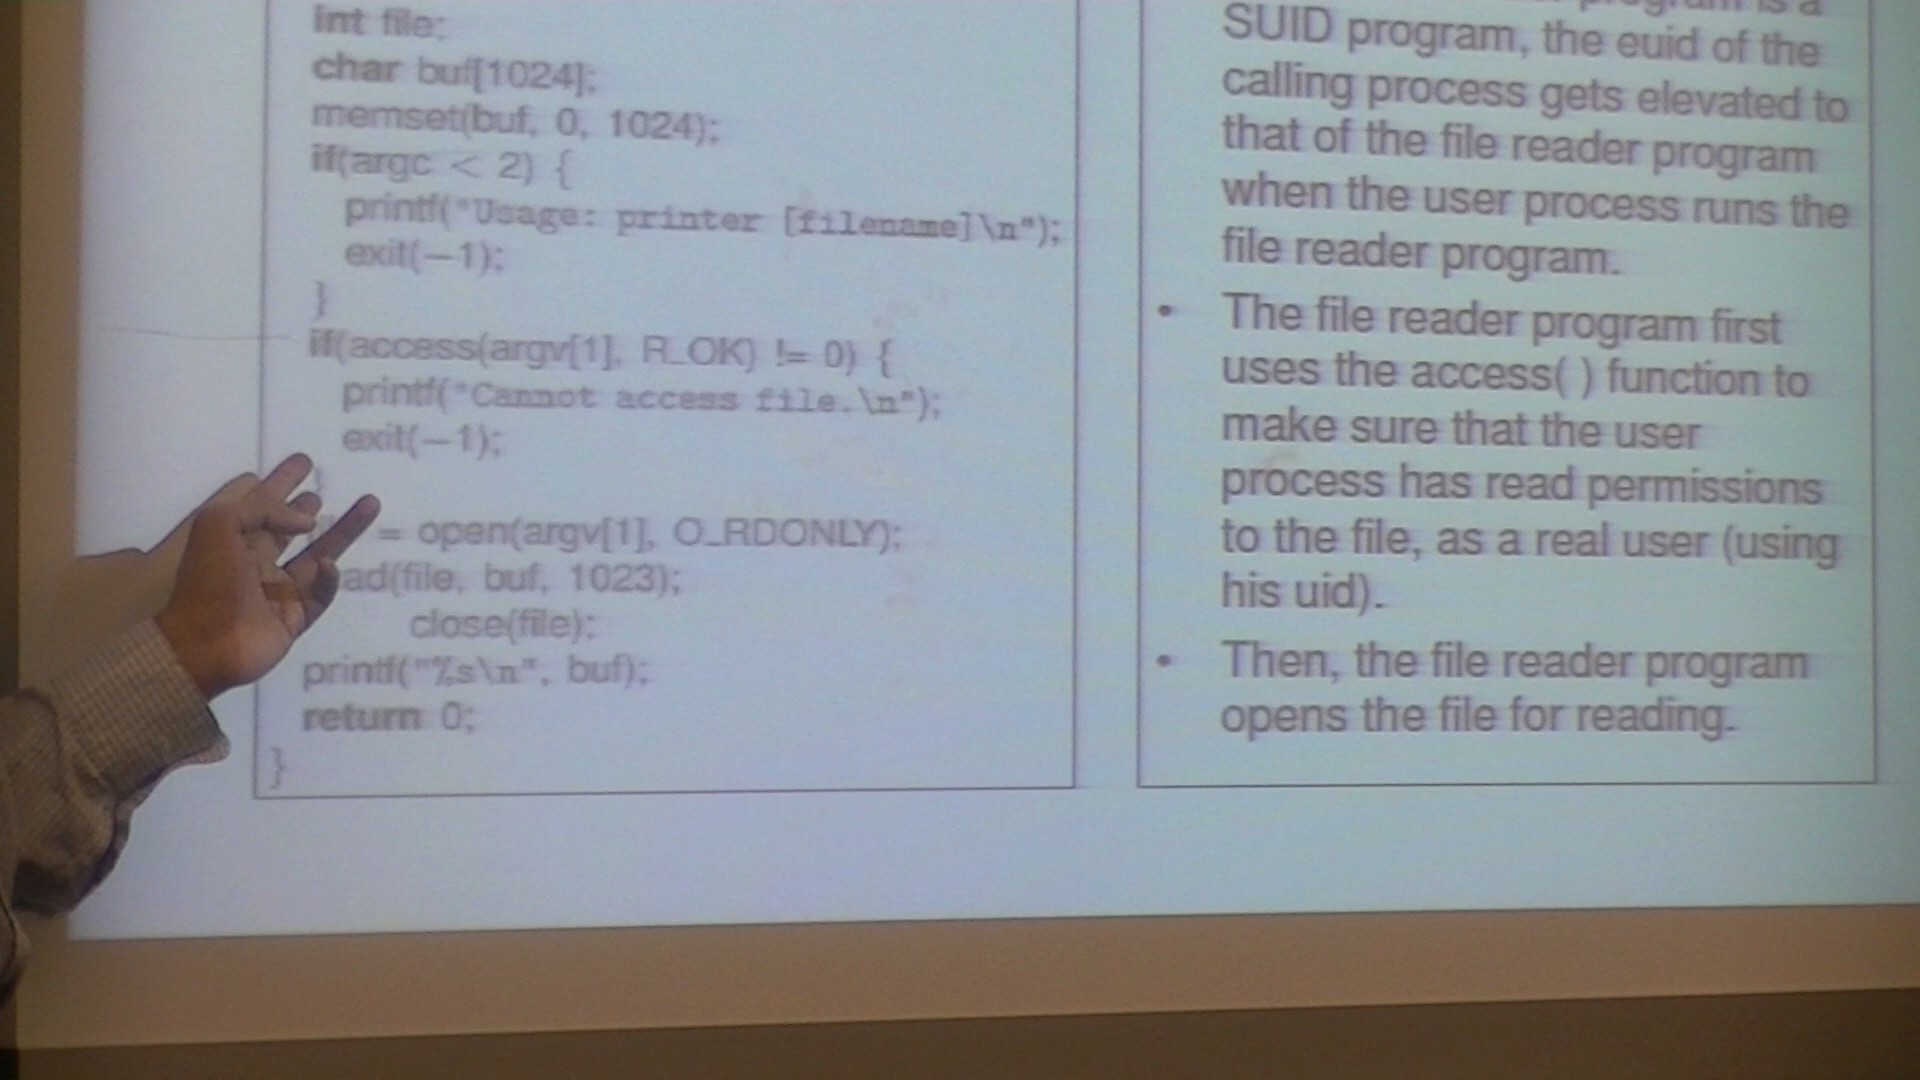 int file;
char buf[1024];
memset(buf, 0, 1024);
if(argc < 2) {
printf("Usage: printer [filename]\n");
exit(–1);
}
if(access(argv[1], R_OK) != 0) {
printf("Cannot access file.\n");
exit(–1);
= open(argv[1], O_RDONLY);
ad(file, buf, 1023);
close(file);
printf("%s\n", buf);
return 0;
}
program is a
SUID program, the euid of the
calling process gets elevated to
that of the file reader program
when the user process runs the
file reader program.
• The file reader program first
uses the access( ) function to
make sure that the user
process has read permissions
to the file, as a real user (using
his uid).
• Then, the file reader program
opens the file for reading.